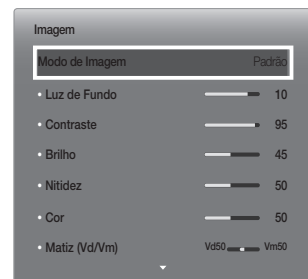 Imagem
Modo de Imagem Padrão
• Luz de Fundo 10
• Contraste 95
• Brilho 45
• Nitidez 50
• Cor 50
• Matiz (Vd/Vm) Vd50 Vm50